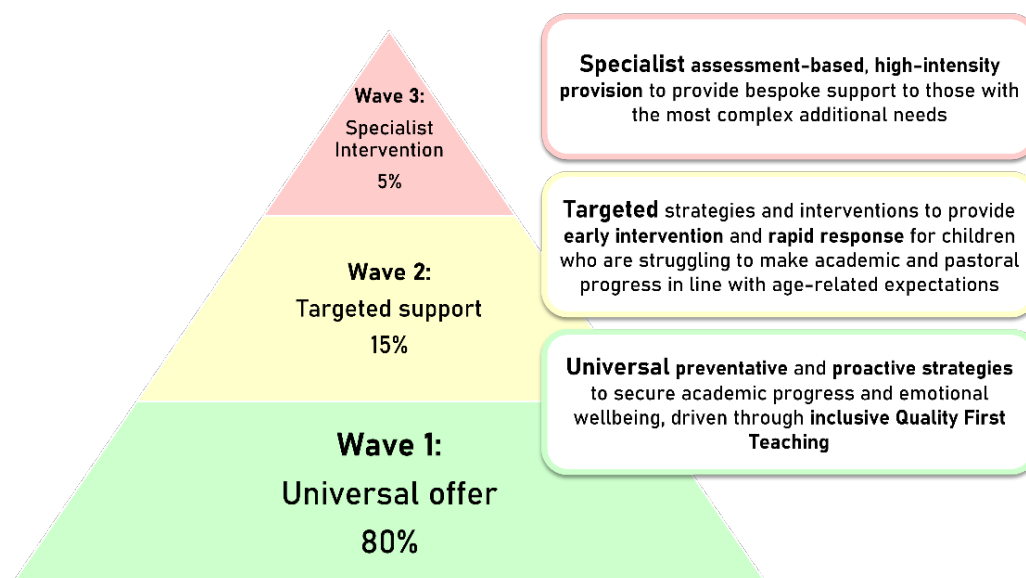 Wave 3:
Specialist
Intervention
5%
Specialist assessment-based, high-intensity
provision to provide bespoke support to those with
the most complex additional needs
Wave 2:
Targeted support
15%
Targeted strategies and interventions to provide
early intervention and rapid response for children
who are struggling to make academic and pastoral
progress in line with age-related expectations
Wave 1:
Universal offer
80%
Universal preventative and proactive strategies
to secure academic progress and emotional
wellbeing, driven through inclusive Quality First
Teaching